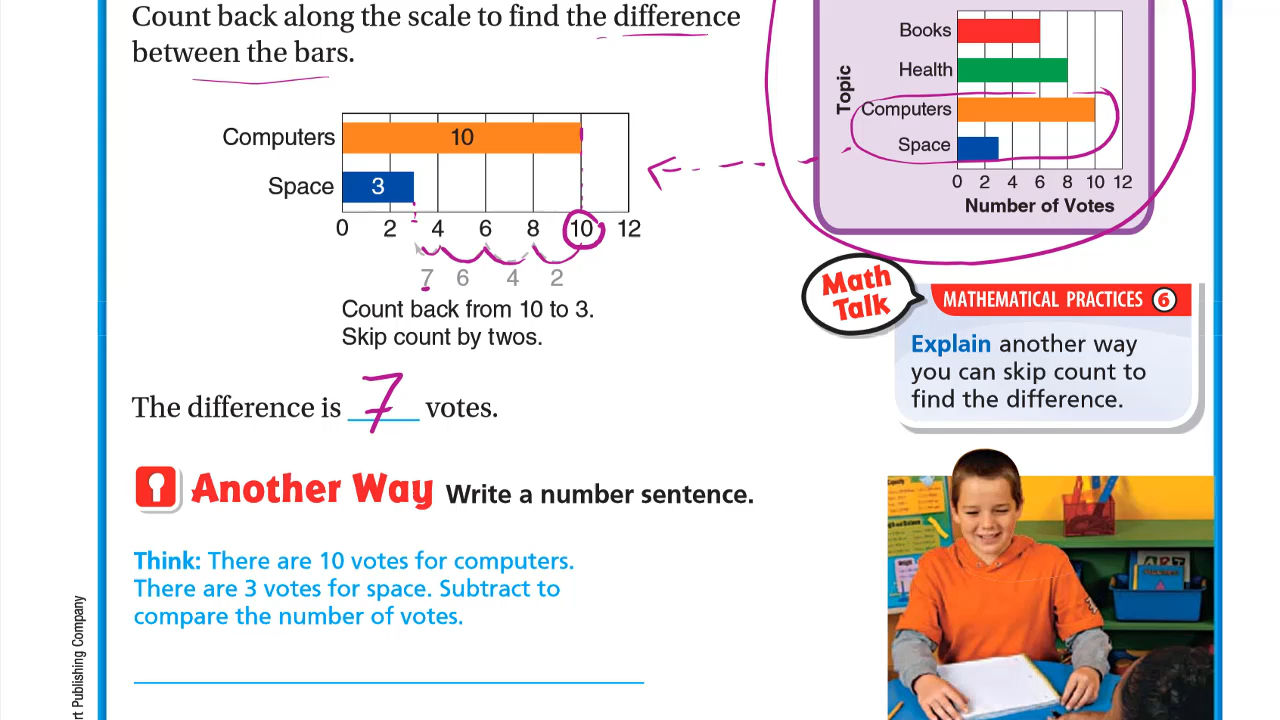 Count back along the scale to find the difference
between the bars.
Computers
10
Space
3
0 2 4 6 8 10 12
7 6 4 2
Count back from 10 to 3.
Skip count by twos.
The difference is 7 votes.
Another Way Write a number sentence.
Think: There are 10 votes for computers.
There are 3 votes for space. Subtract to
compare the number of votes.
Topic
Books
Health
Computers
Space
0 2 4 6 8 10 12
Number of Votes
Math
Talk
MATHEMATICAL PRACTICES 6
Explain another way
you can skip count to
find the difference.
Publishing Company